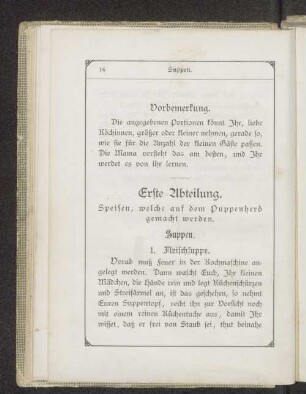 16 Suppen.
Vorbemerkung.
Die angegebenen Portionen könnt Ihr, liebe
Köchinnen, größer oder kleiner nehmen, gerade so,
wie sie für die Anzahl der kleinen Gäste passen.
Die Mama versteht das am besten, und Ihr
werdet es von ihr lernen.
Erste Abteilung.
Speisen, welche auf dem Puppenherd
gemacht werden.
Suppen.
1. Fleischsuppe.
Vorab muß Feuer in der Kochmaschine an-
gelegt werden. Dann wascht Euch, Ihr kleinen
Mädchen, die Hände rein und legt Küchenschürzen
und Streifärmel an, ist das geschehen, so nehmt
Euren Suppentopf, wischt ihn zur Vorsicht noch
mit einem reinen Küchentuche aus, damit Ihr
wisset, daß er frei von Staub sei, thut beinahe